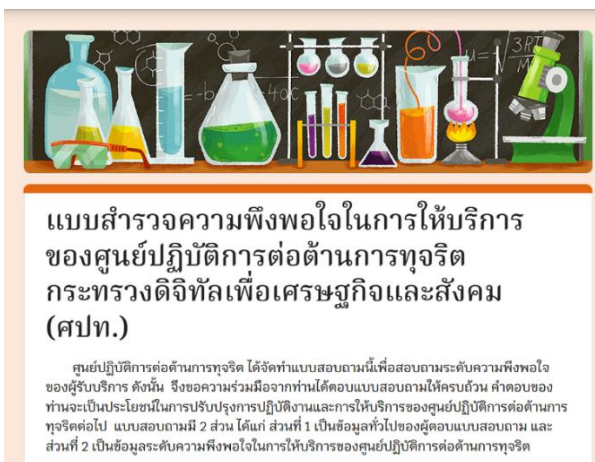 3RT
M
u=
-b
4ac
แบบสำรวจความพึงพอใจในการให้บริการ
ของศูนย์ปฏิบัติการต่อต้านการทุจริต
กระทรวงดิจิทัลเพื่อเศรษฐกิจและสังคม
(ศปท.)
ศูนย์ปฏิบัติการต่อต้านการทุจริต ได้จัดทำแบบสอบถามนี้เพื่อสอบถามระดับความพึงพอใจ
ของผู้รับบริการ ดังนั้น จึงขอความร่วมมือจากท่านได้ตอบแบบสอบถามให้ครบถ้วน คำตอบของ
ท่านจะเป็นประโยชน์ในการปรับปรุงการปฏิบัติงานและการให้บริการของศูนย์ปฏิบัติการต่อต้านการ
ทุจริตต่อไป แบบสอบถามมี 2 ส่วน ได้แก่ ส่วนที่ 1 เป็นข้อมูลทั่วไปของผู้ตอบแบบสอบถาม และ
ส่วนที่ 2 เป็นข้อมูลระดับความพึงพอใจในการให้บริการของศูนย์ปฏิบัติการต่อต้านการทุจริต